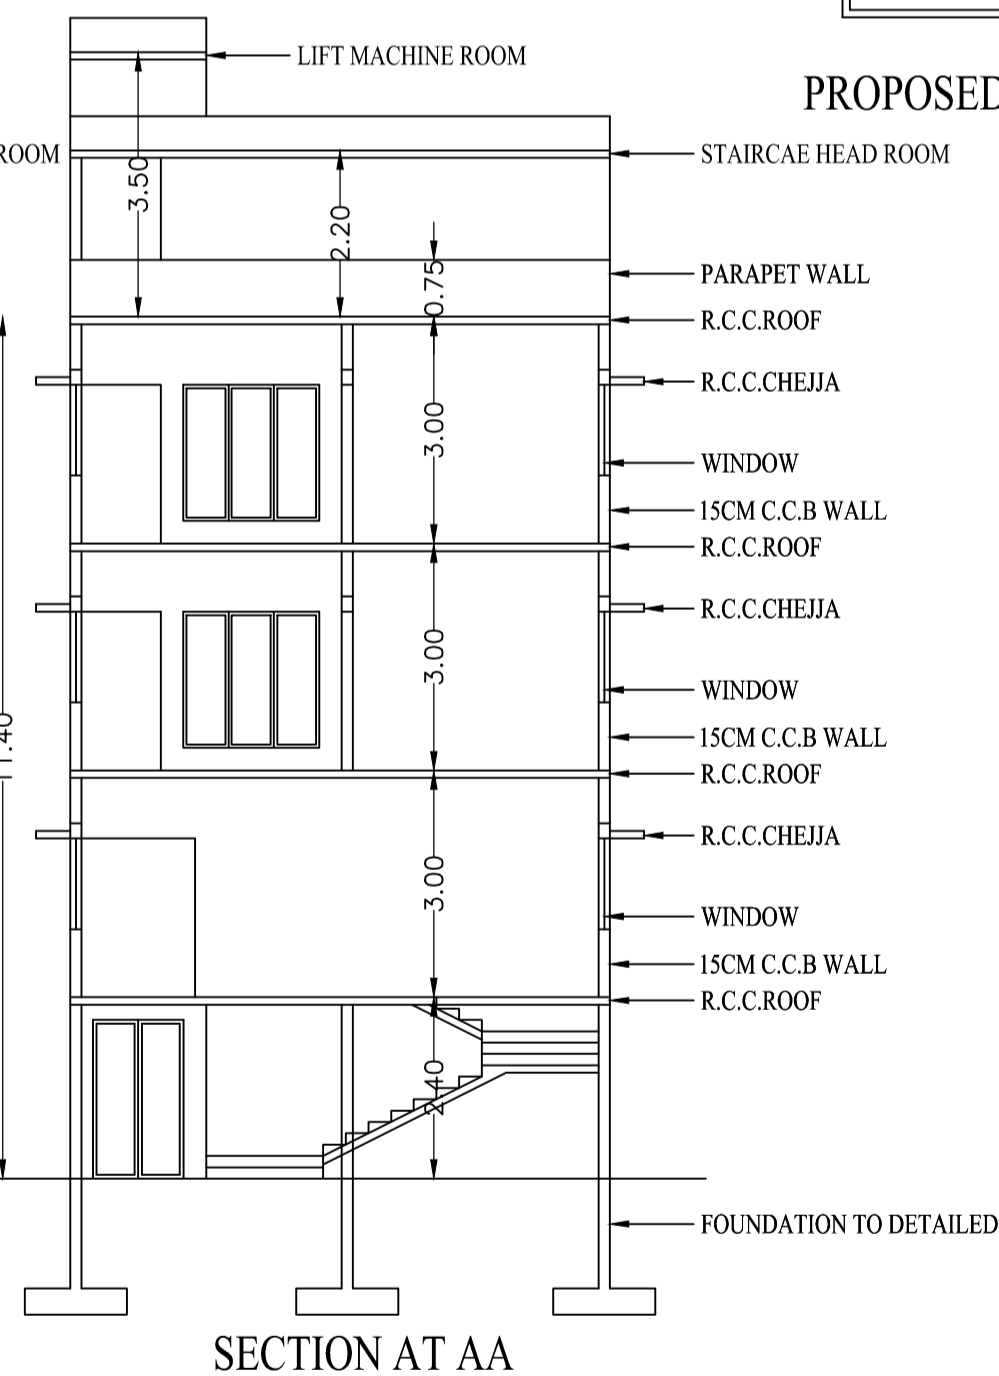 LIFT MACHINE ROOM
PROPOSED
ROOM
STAIRCAE HEAD ROOM
3.50
2.20
0.75
PARAPET WALL
R.C.C.ROOF
R.C.C.CHEJJA
3.00
WINDOW
15CM C.C.B WALL
R.C.C.ROOF
R.C.C.CHEJJA
3.00
WINDOW
11.40
15CM C.C.B WALL
R.C.C.ROOF
R.C.C.CHEJJA
3.00
WINDOW
15CM C.C.B WALL
R.C.C.ROOF
2.40
FOUNDATION TO DETAILED
SECTION AT AA